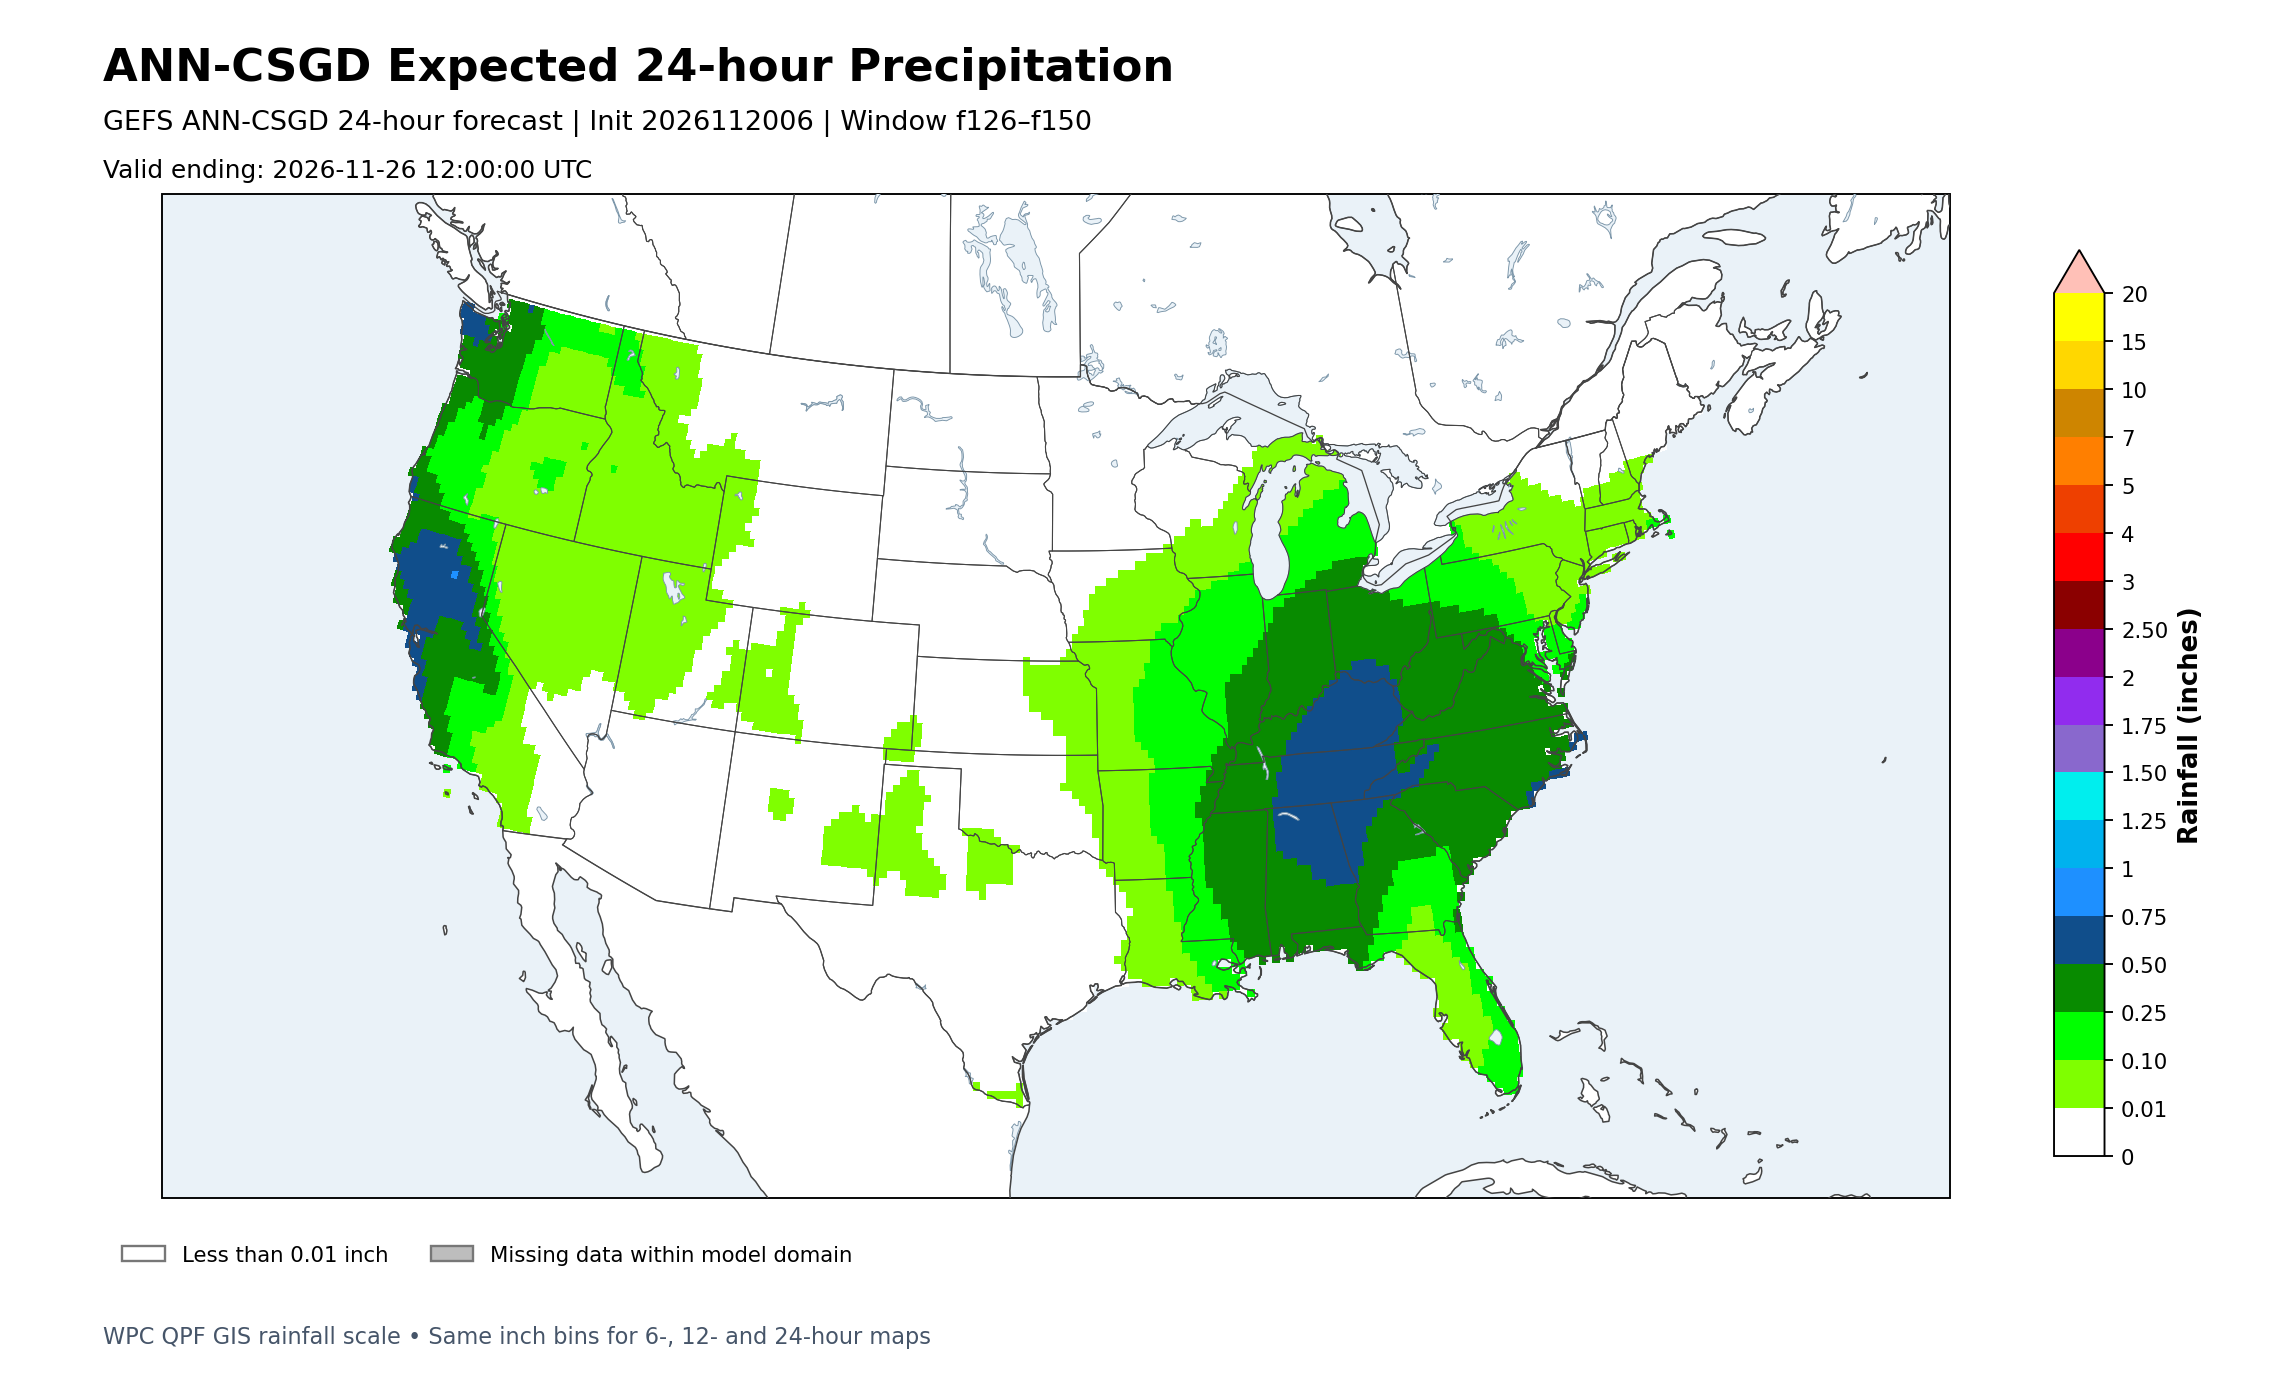 ANN-CSGD Expected 24-hour Precipitation
GEFS ANN-CSGD 24-hour forecast | Init 2026112006 | Window f126–f150
Valid ending: 2026-11-26 12:00:00 UTC
20
15
10
7
5
4
3
2.50
2
1.75
1.50
1.25
1
0.75
0.50
0.25
0.10
0.01
0
Rainfall (inches)
Less than 0.01 inch
Missing data within model domain
WPC QPF GIS rainfall scale • Same inch bins for 6-, 12- and 24-hour maps